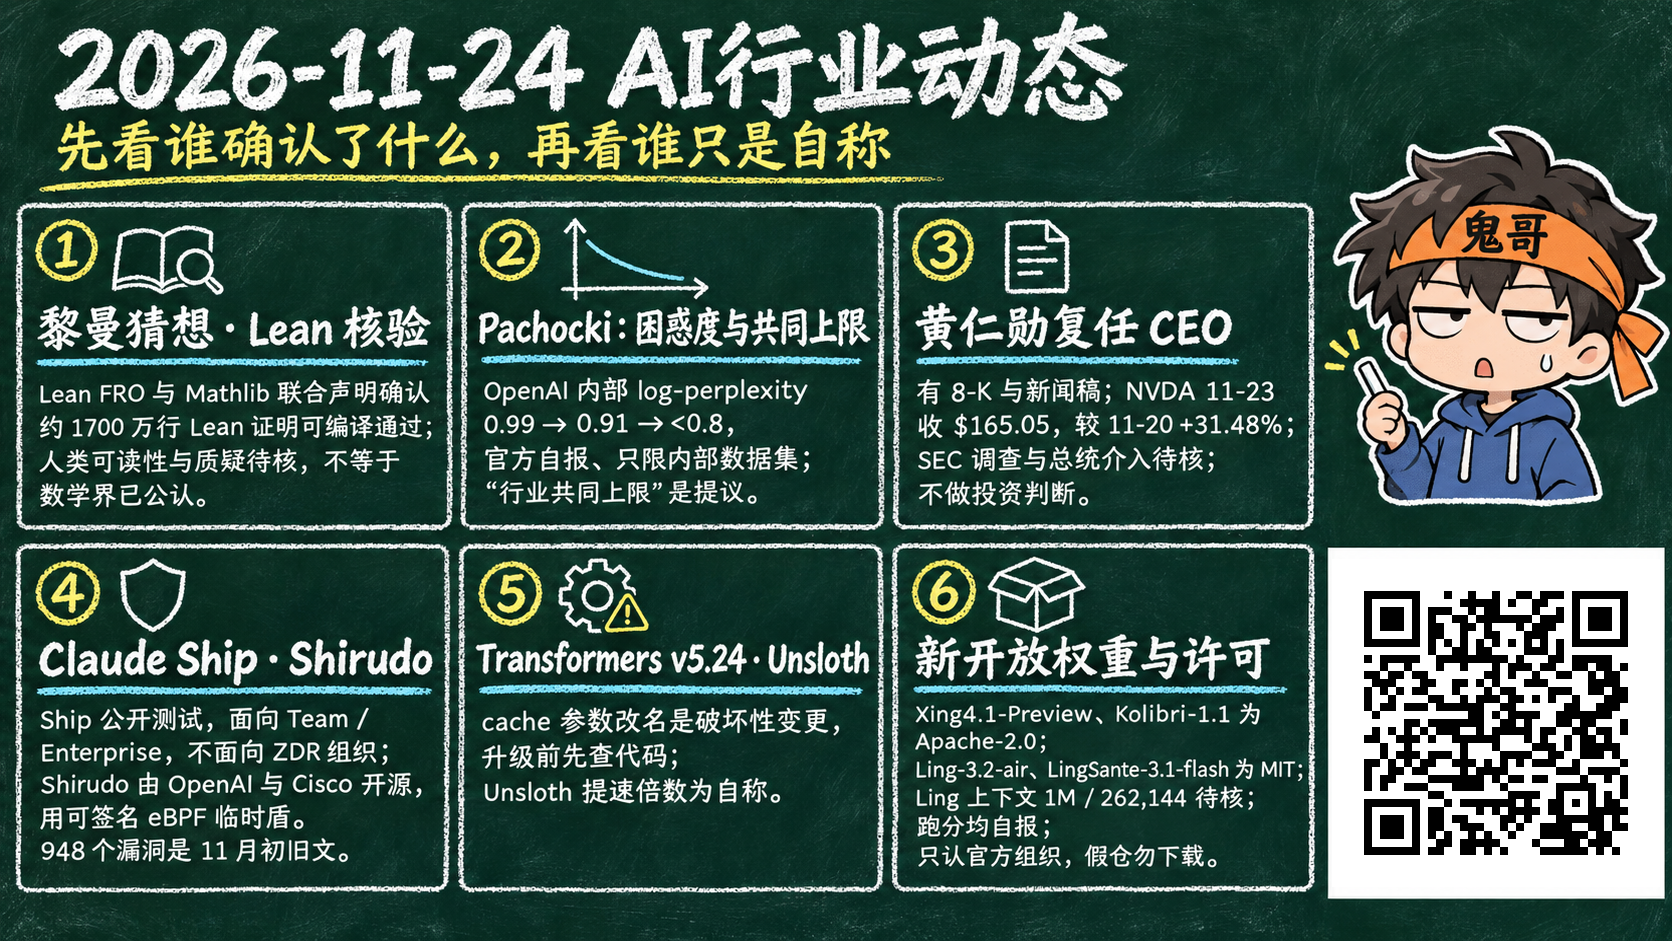 2026-11-24 AI行业动态
先看谁确认了什么，再看谁只是自称
鬼哥
①
黎曼猜想·Lean 核验
Lean FRO 与 Mathlib 联合声明确认
约 1700 万行 Lean 证明可编译通过；
人类可读性与质疑待核，不等于
数学界已公认。
②
Pachocki：困惑度与共同上限
OpenAI 内部 log-perplexity
0.99 → 0.91 → <0.8，
官方自报、只限内部数据集；
“行业共同上限”是提议。
③
黄仁勋复任 CEO
有 8-K 与新闻稿；NVDA 11-23
收 $165.05，较 11-20 +31.48%；
SEC 调查与总统介入待核；
不做投资判断。
④
Claude Ship · Shirudo
Ship 公开测试，面向 Team /
Enterprise，不面向 ZDR 组织；
Shirudo 由 OpenAI 与 Cisco 开源，
用可签名 eBPF 临时盾。
948 个漏洞是 11 月初旧文。
⑤
Transformers v5.24 · Unsloth
cache 参数改名是破坏性变更，
升级前先查代码；
Unsloth 提速倍数为自称。
⑥
新开放权重与许可
Xing4.1-Preview、Kolibri-1.1 为
Apache-2.0；
Ling-3.2-air、LingSante-3.1-flash 为 MIT；
Ling 上下文 1M / 262,144 待核；
跑分均自报；
只认官方组织，假仓勿下载。